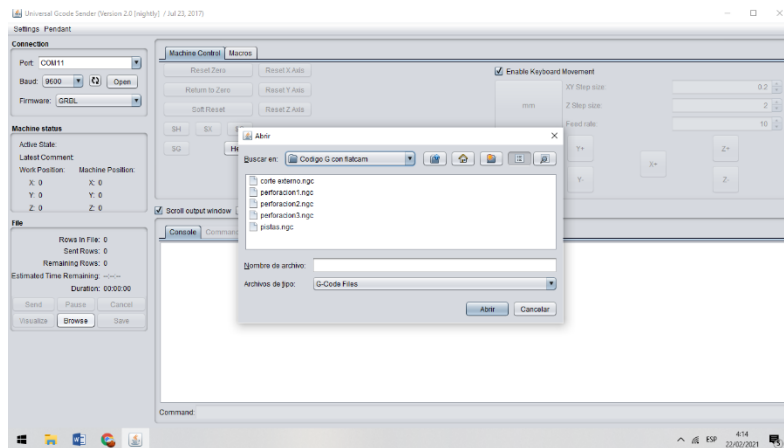 Universal Gcode Sender (Version 2.0 [nightly] / Jul 23, 2017)
Settings Pendant
Connection
Port: COM11
Baud: 9600 Open
Firmware: GRBL
Machine status
Active State:
Latest Comment:
Work Position: Machine Position:
X: 0 X: 0
Y: 0 Y: 0
Z: 0 Z: 0
File
Rows In File: 0
Sent Rows: 0
Remaining Rows: 0
Estimated Time Remaining: --:--:--
Duration: 00:00:00
Send Pause Cancel
Visualize Browse Save
Machine Control Macros
Reset Zero Reset X Axis
Return to Zero Reset Y Axis
Soft Reset Reset Z Axis
$H $X
$G He
Enable Keyboard Movement
XY Step size: 0,2
mm Z Step size: 2
Feed rate: 10
Y+ Z+
X+
Y- Z-
Scroll output window
Console Comman
Command:
Abrir
Buscar en: Codigo G con flatcam
corte externo.ngc
perforacion1.ngc
perforacion2.ngc
perforacion3.ngc
pistas.ngc
Nombre de archivo:
Archivos de tipo: G-Code Files
Abrir Cancelar
ESP 4:14
22/02/2021